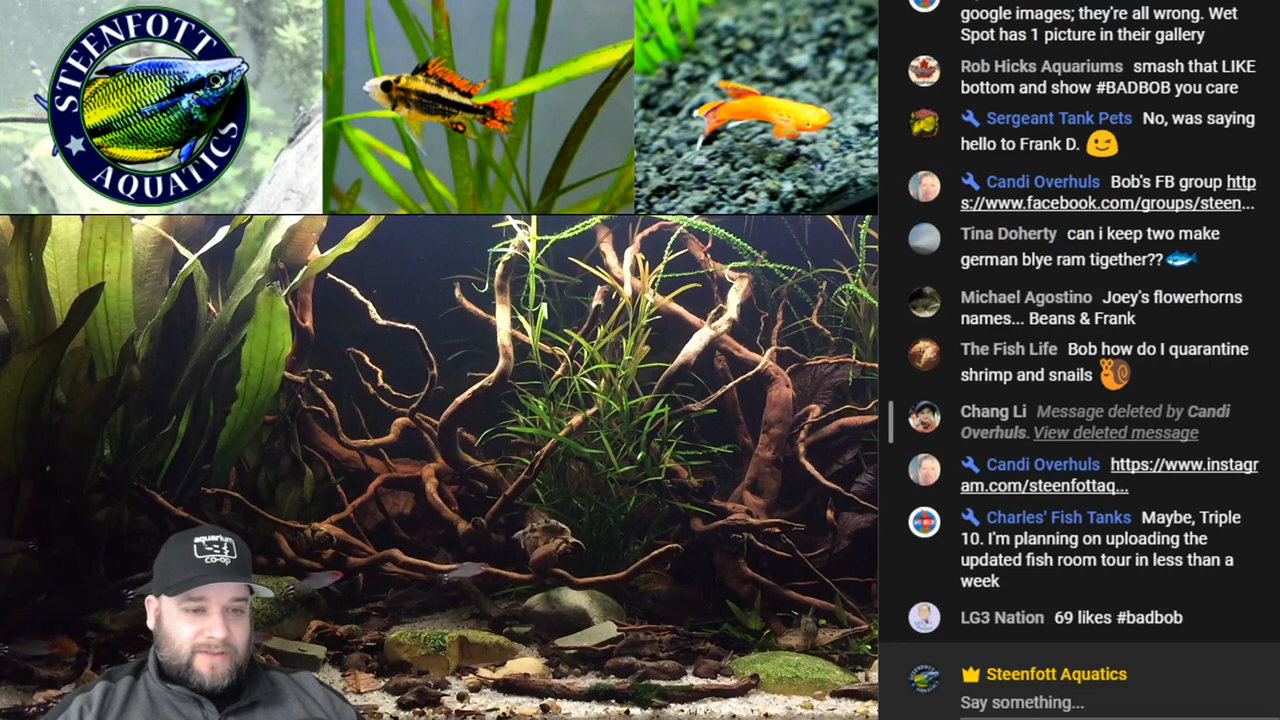 STEENFOTT
AQUATICS
aquarium
co-op
google images; they're all wrong. Wet
Spot has 1 picture in their gallery
Rob Hicks Aquariums smash that LIKE
bottom and show #BADBOB you care
Sergeant Tank Pets No, was saying
hello to Frank D. 😉
Candi Overhuls Bob's FB group http
s://www.facebook.com/groups/steen...
Tina Doherty can i keep two make
german blye ram tigether?? 🐟
Michael Agostino Joey's flowerhorns
names... Beans & Frank
The Fish Life Bob how do I quarantine
shrimp and snails 🐌
Chang Li Message deleted by Candi
Overhuls. View deleted message
Candi Overhuls https://www.instagr
am.com/steenfottaq...
Charles' Fish Tanks Maybe, Triple
10. I'm planning on uploading the
updated fish room tour in less than a
week
LG3 Nation 69 likes #badbob
Steenfott Aquatics
Say something...